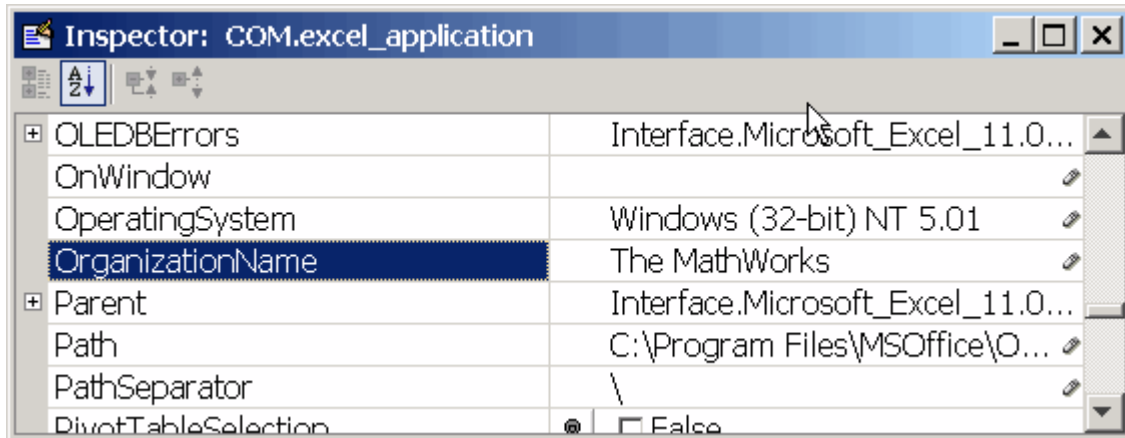 Inspector: COM.excel_application
OLEDBErrors Interface.Microsoft_Excel_11.0...
OnWindow
OperatingSystem Windows (32-bit) NT 5.01
OrganizationName The MathWorks
Parent Interface.Microsoft_Excel_11.0...
Path C:\Program Files\MSOffice\O...
PathSeparator \
PivotTableSelection False